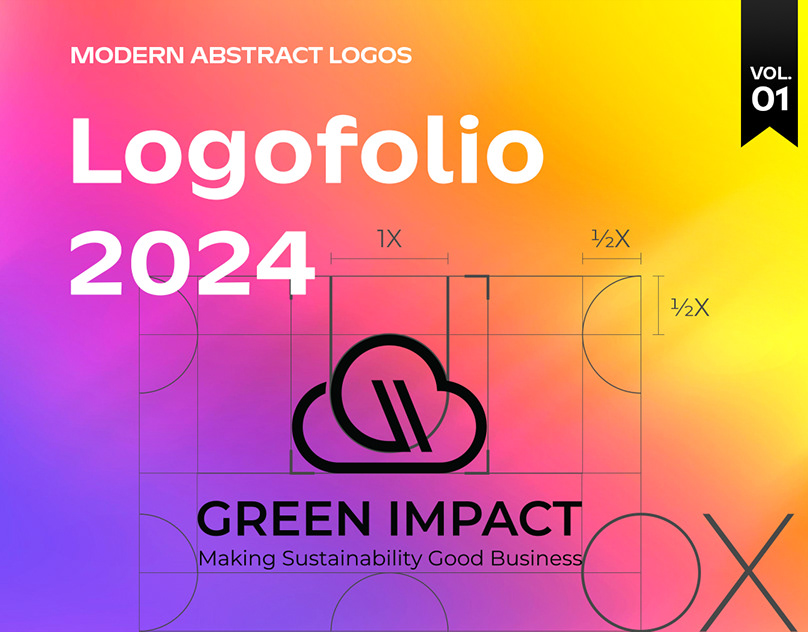 MODERN ABSTRACT LOGOS
VOL.
01
Logofolio
2024
1X
½X
½X
GREEN IMPACT
Making Sustainability Good Business